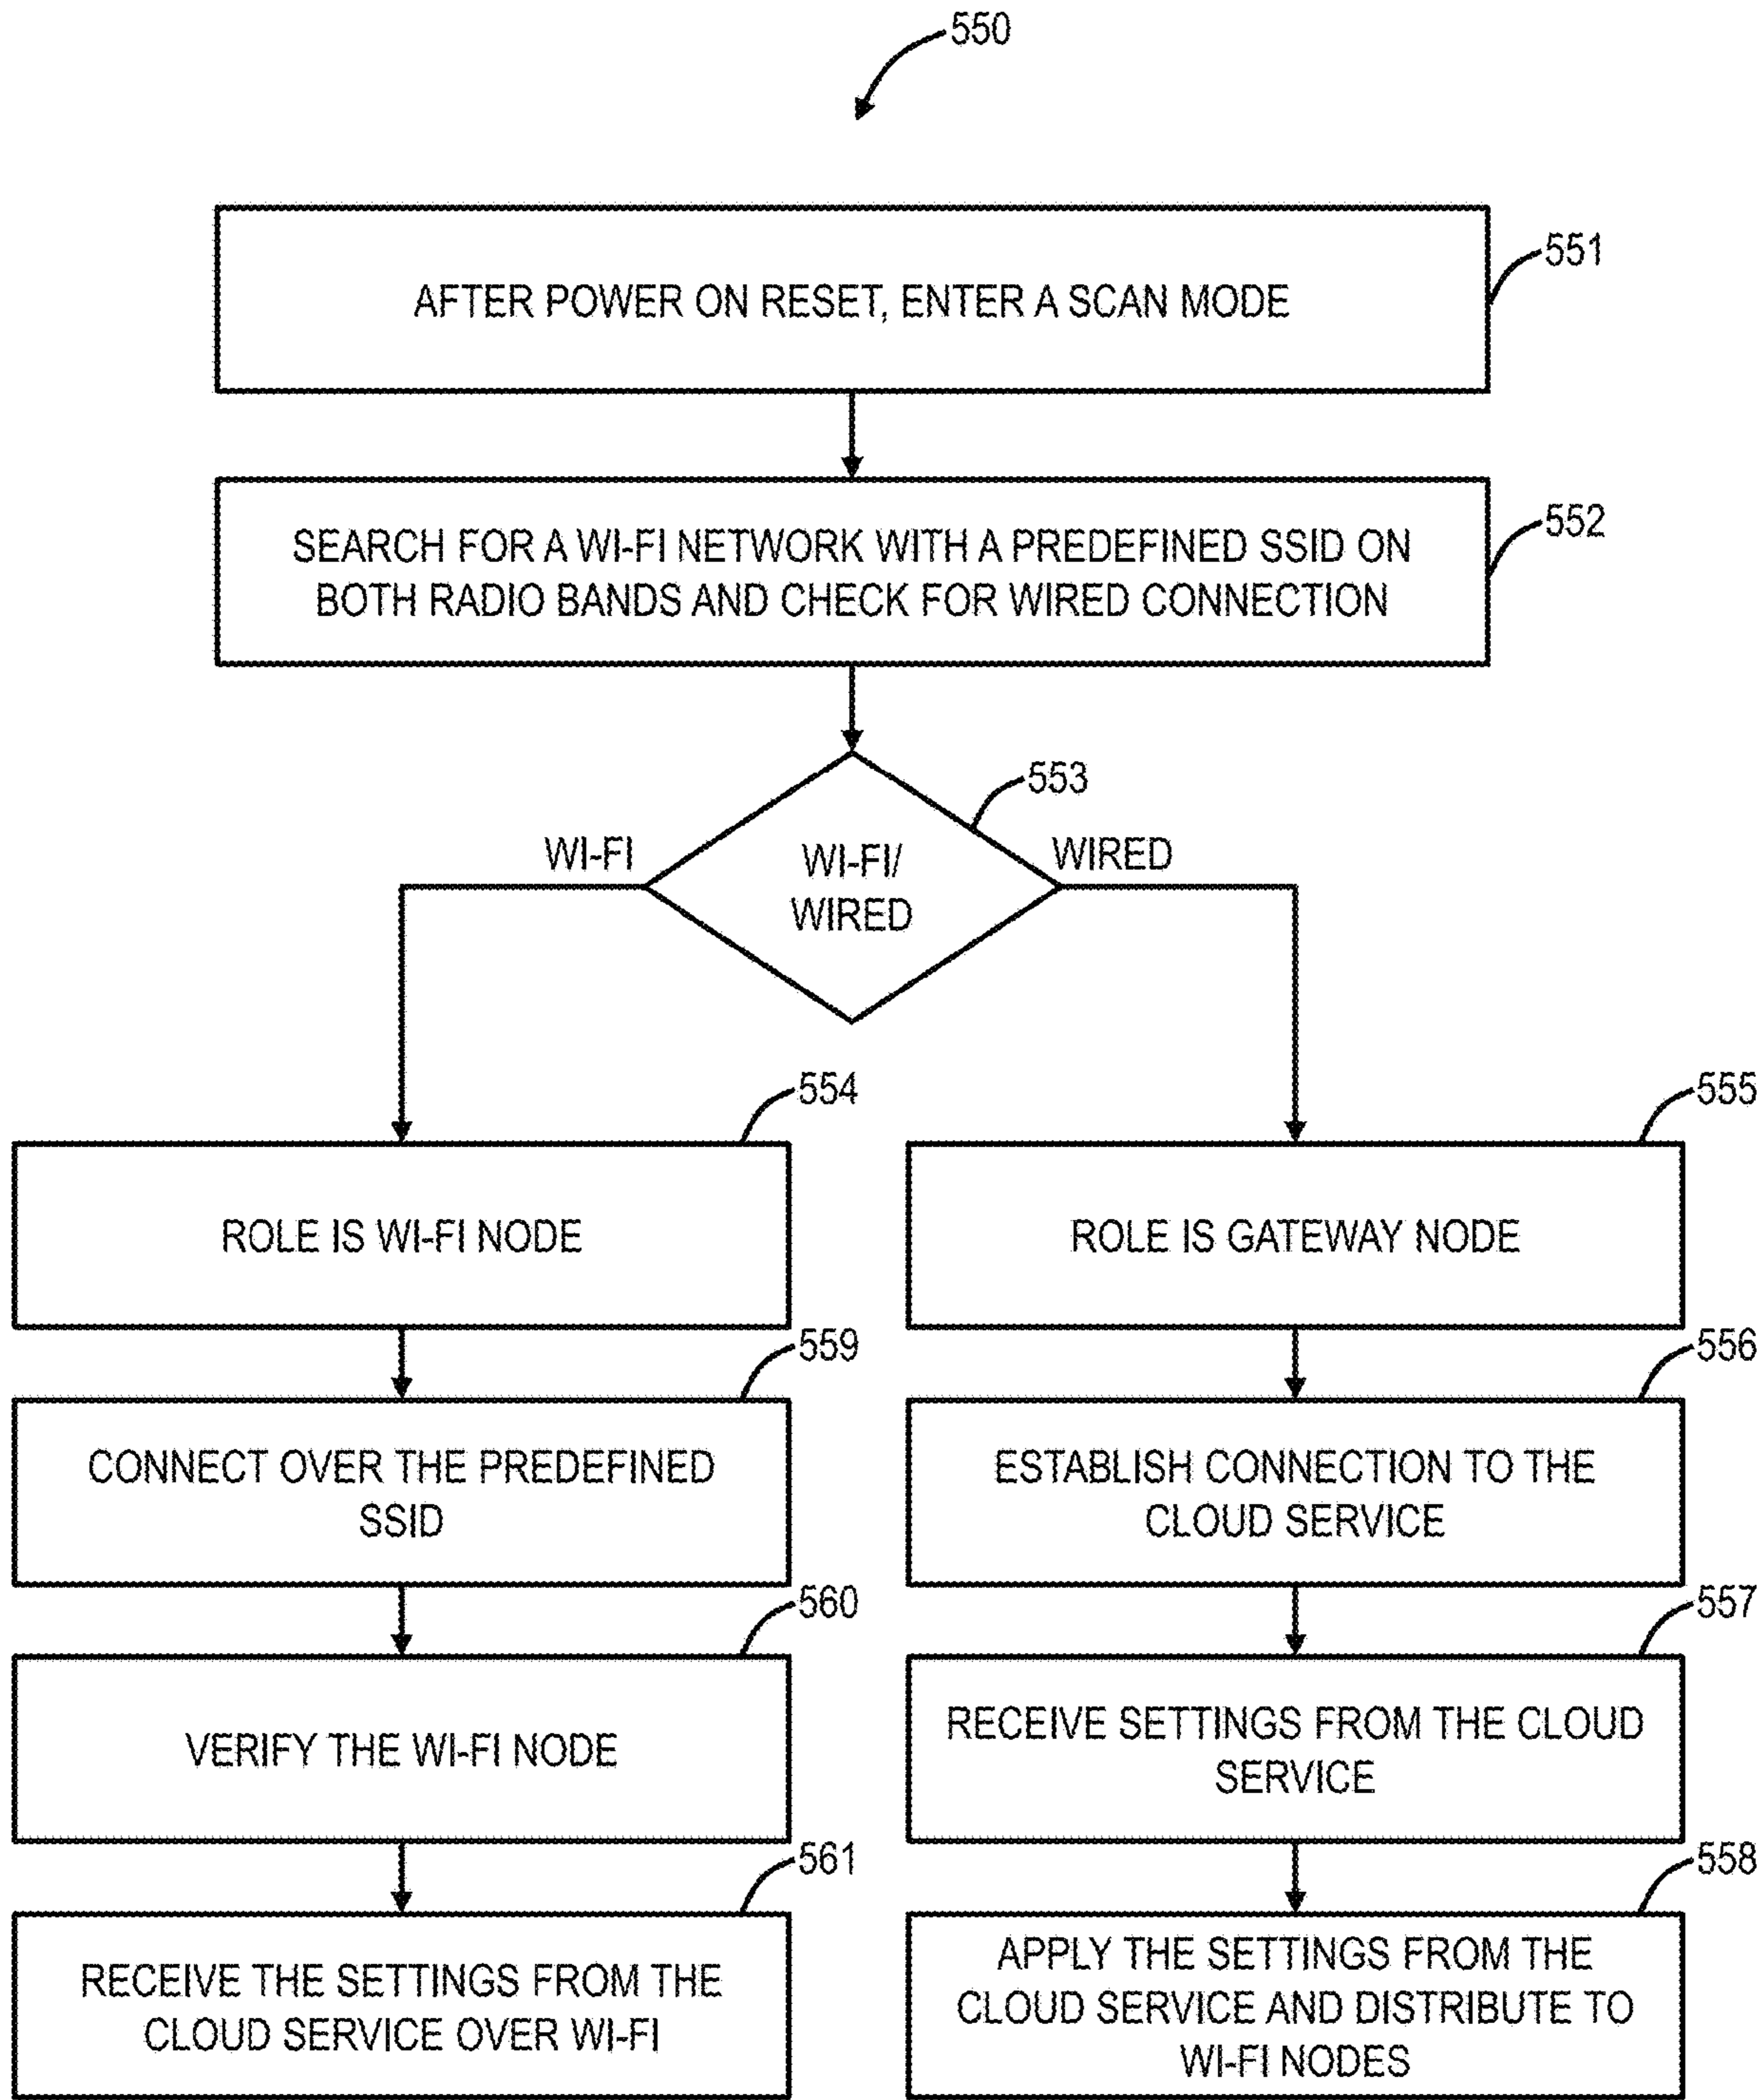 550
551
AFTER POWER ON RESET, ENTER A SCAN MODE
552
SEARCH FOR A WI-FI NETWORK WITH A PREDEFINED SSID ON
BOTH RADIO BANDS AND CHECK FOR WIRED CONNECTION
553
WI-FI
WI-FI/
WIRED
WIRED
554
555
ROLE IS WI-FI NODE
ROLE IS GATEWAY NODE
559
556
CONNECT OVER THE PREDEFINED
SSID
ESTABLISH CONNECTION TO THE
CLOUD SERVICE
560
557
VERIFY THE WI-FI NODE
RECEIVE SETTINGS FROM THE CLOUD
SERVICE
561
558
RECEIVE THE SETTINGS FROM THE
CLOUD SERVICE OVER WI-FI
APPLY THE SETTINGS FROM THE
CLOUD SERVICE AND DISTRIBUTE TO
WI-FI NODES